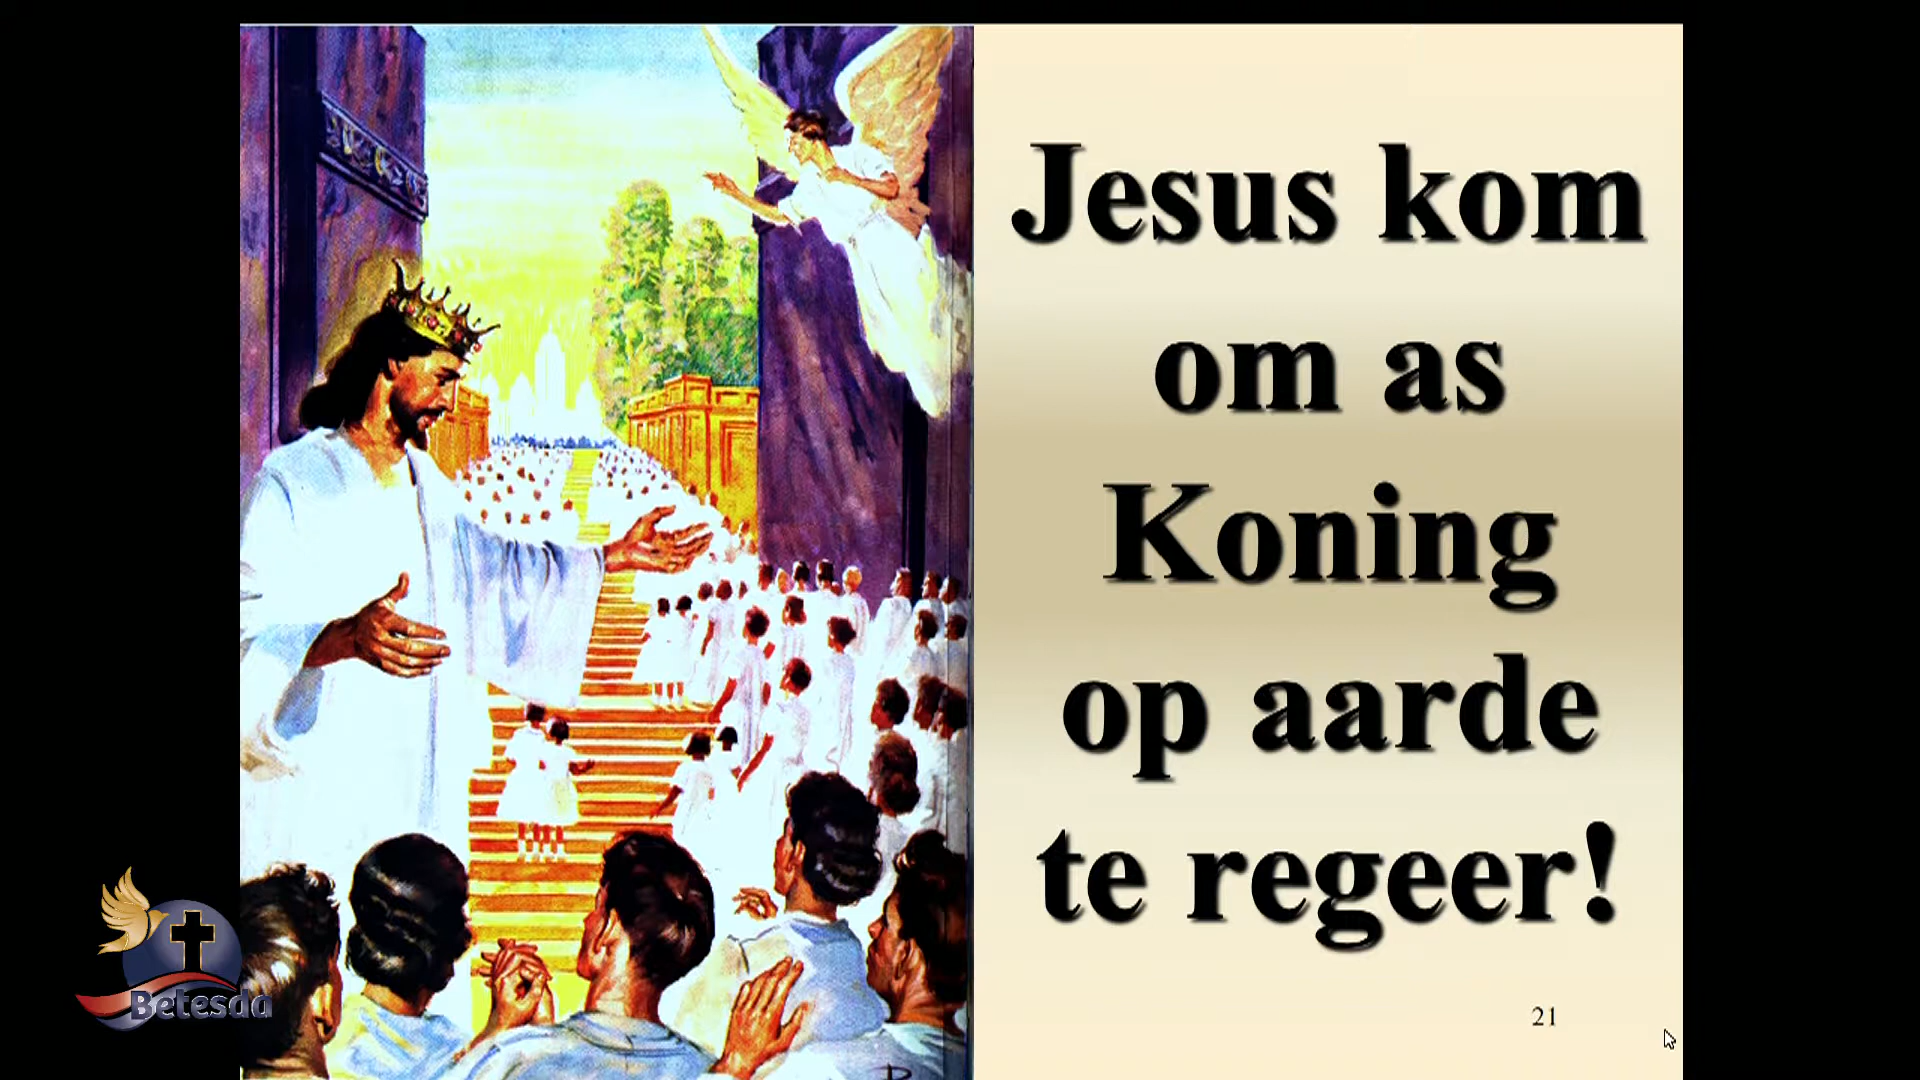 Jesus kom
om as
Koning
op aarde
te regeer!
21
Betesda